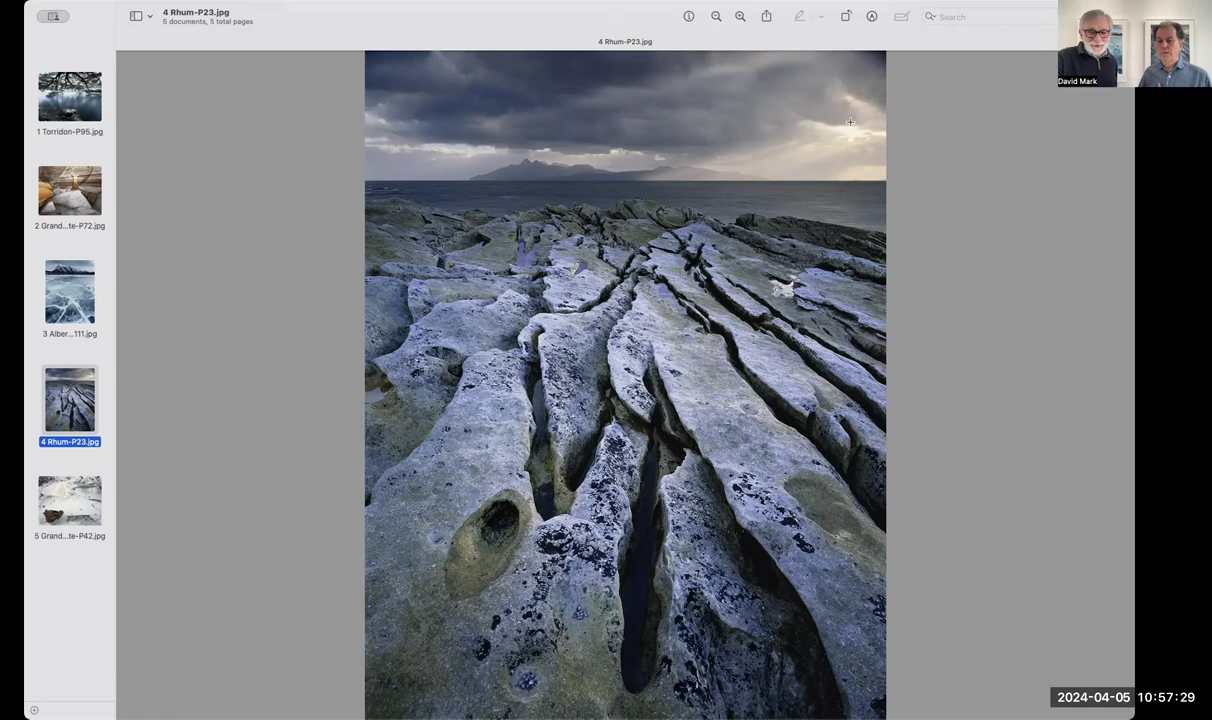 4 Rhum-P23.jpg
5 documents, 5 total pages
Search
4 Rhum-P23.jpg
David Mark
1 Torridon-P95.jpg
2 Grand...te-P72.jpg
3 Alber...111.jpg
4 Rhum-P23.jpg
5 Grand...te-P42.jpg
2024-04-05 10:57:29